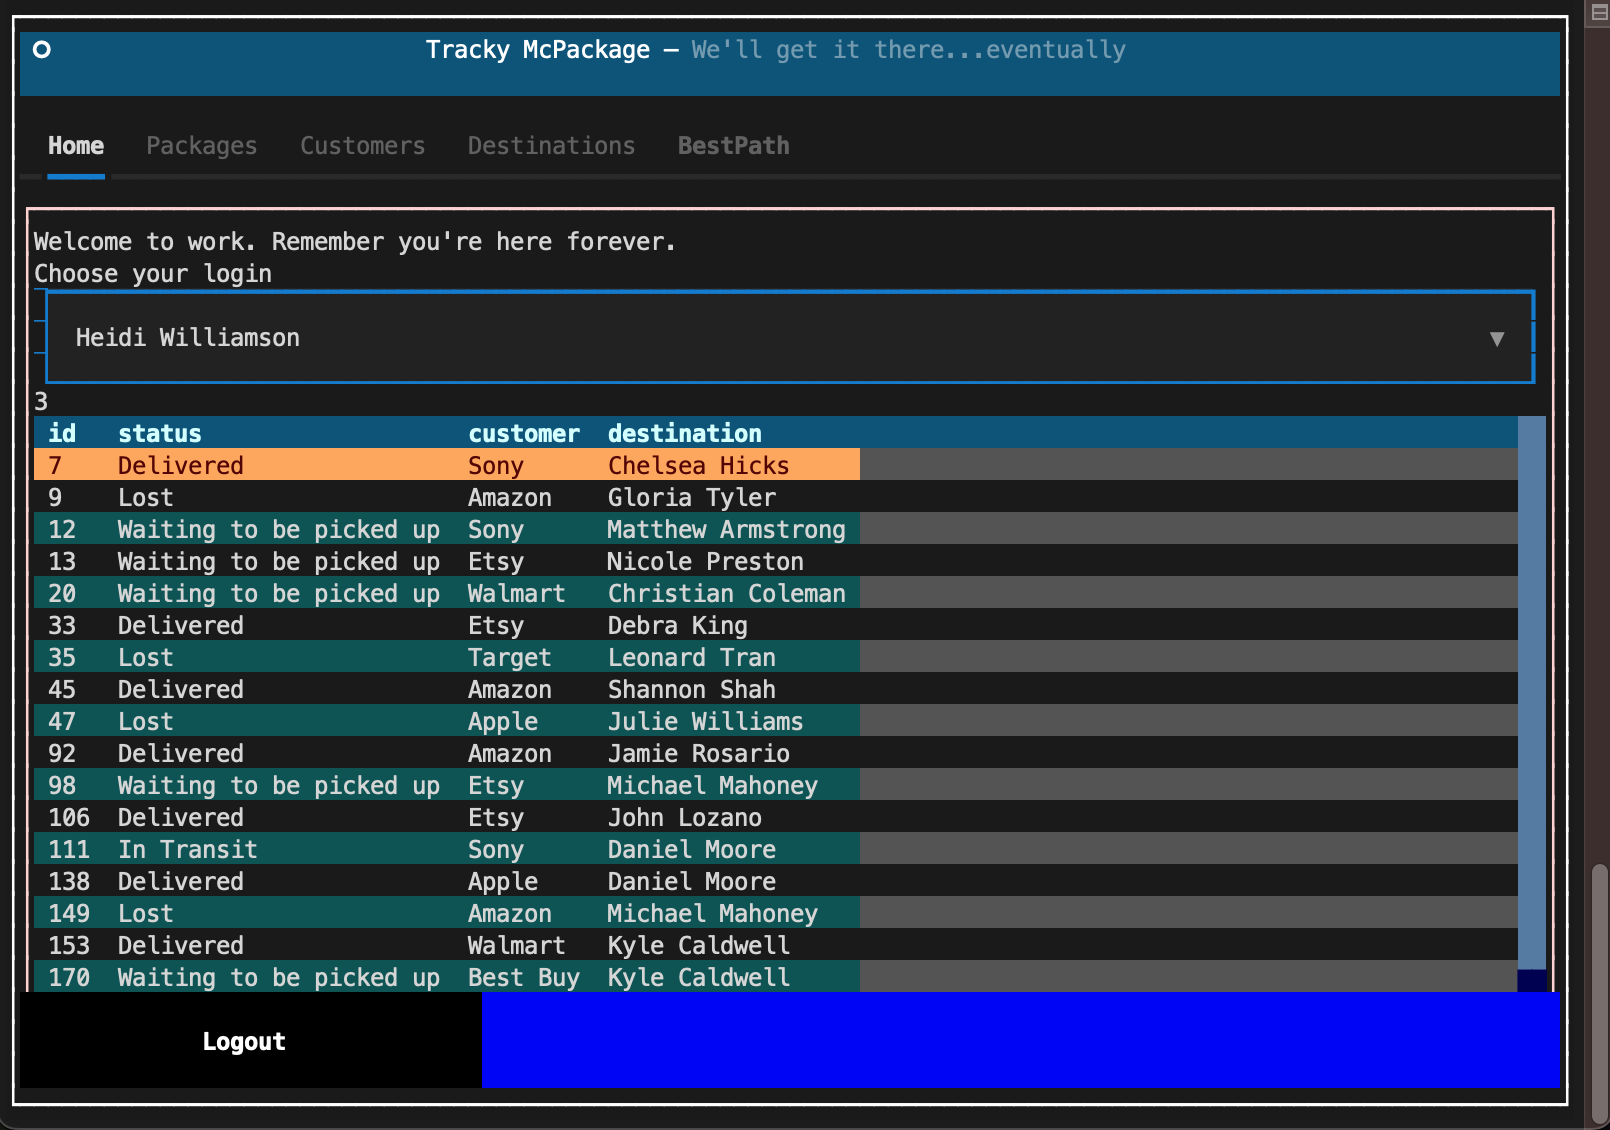 Tracky McPackage — We'll get it there...eventually
Home Packages Customers Destinations BestPath
Welcome to work. Remember you're here forever.
Choose your login
Heidi Williamson ▼
3
id status customer destination
7 Delivered Sony Chelsea Hicks
9 Lost Amazon Gloria Tyler
12 Waiting to be picked up Sony Matthew Armstrong
13 Waiting to be picked up Etsy Nicole Preston
20 Waiting to be picked up Walmart Christian Coleman
33 Delivered Etsy Debra King
35 Lost Target Leonard Tran
45 Delivered Amazon Shannon Shah
47 Lost Apple Julie Williams
92 Delivered Amazon Jamie Rosario
98 Waiting to be picked up Etsy Michael Mahoney
106 Delivered Etsy John Lozano
111 In Transit Sony Daniel Moore
138 Delivered Apple Daniel Moore
149 Lost Amazon Michael Mahoney
153 Delivered Walmart Kyle Caldwell
170 Waiting to be picked up Best Buy Kyle Caldwell
Logout